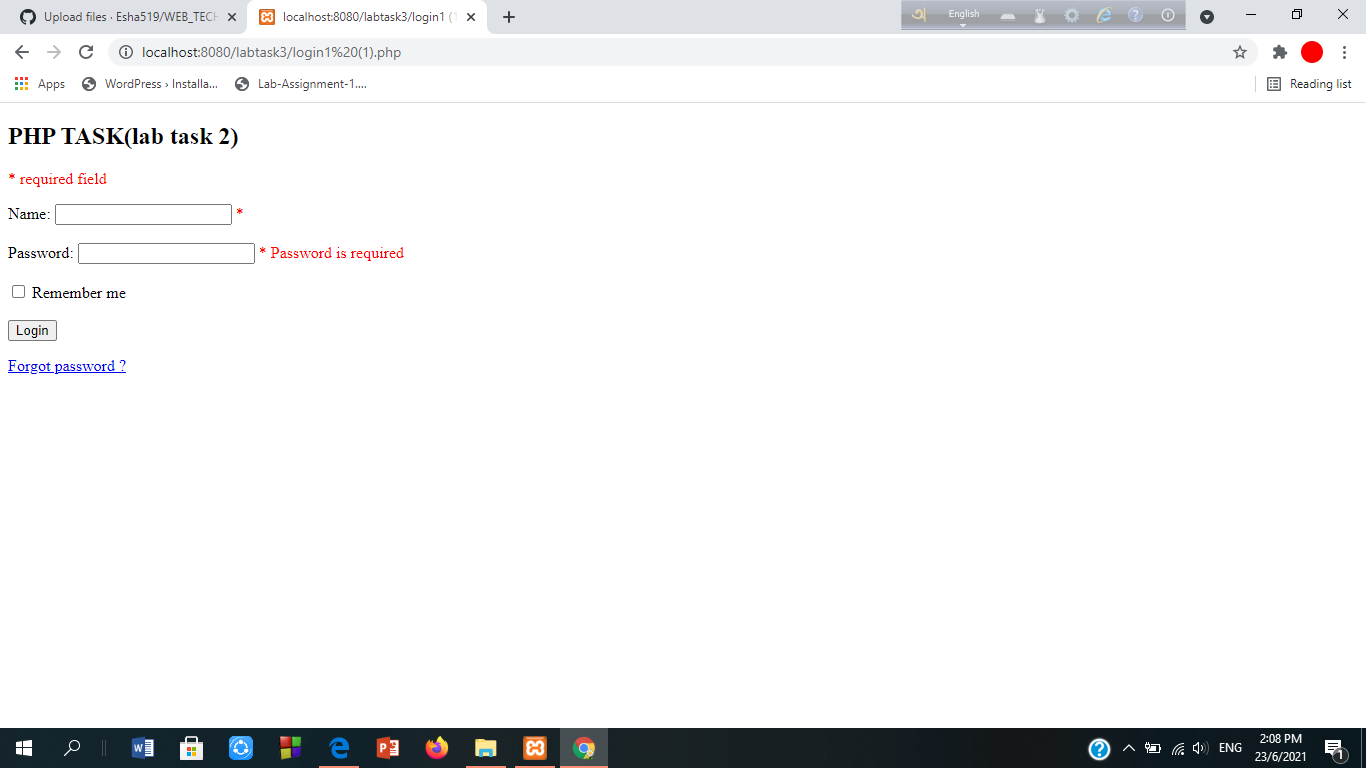 Upload files · Esha519/WEB_TECH
localhost:8080/labtask3/login1 (1
English
localhost:8080/labtask3/login1%20(1).php
Apps
WordPress › Installa...
Lab-Assignment-1....
Reading list
PHP TASK(lab task 2)
* required field
Name: *
Password: * Password is required
Remember me
Login
Forgot password ?
ENG
2:08 PM
23/6/2021
1